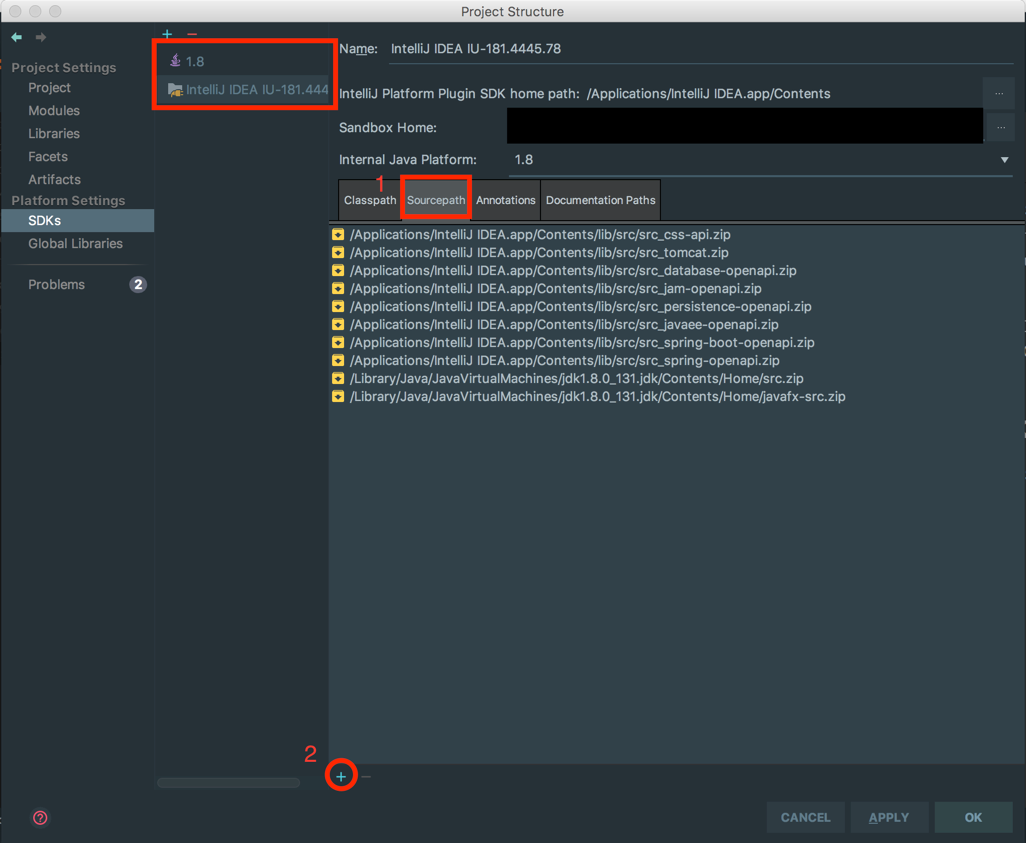 Project Structure
Project Settings
Project
Modules
Libraries
Facets
Artifacts
Platform Settings
SDKs
Global Libraries
Problems 2
1.8
IntelliJ IDEA IU-181.444
Name: IntelliJ IDEA IU-181.4445.78
IntelliJ Platform Plugin SDK home path: /Applications/IntelliJ IDEA.app/Contents ...
Sandbox Home: ...
Internal Java Platform: 1.8
1
Classpath Sourcepath Annotations Documentation Paths
/Applications/IntelliJ IDEA.app/Contents/lib/src/src_css-api.zip
/Applications/IntelliJ IDEA.app/Contents/lib/src/src_tomcat.zip
/Applications/IntelliJ IDEA.app/Contents/lib/src/src_database-openapi.zip
/Applications/IntelliJ IDEA.app/Contents/lib/src/src_jam-openapi.zip
/Applications/IntelliJ IDEA.app/Contents/lib/src/src_persistence-openapi.zip
/Applications/IntelliJ IDEA.app/Contents/lib/src/src_javaee-openapi.zip
/Applications/IntelliJ IDEA.app/Contents/lib/src/src_spring-boot-openapi.zip
/Applications/IntelliJ IDEA.app/Contents/lib/src/src_spring-openapi.zip
/Library/Java/JavaVirtualMachines/jdk1.8.0_131.jdk/Contents/Home/src.zip
/Library/Java/JavaVirtualMachines/jdk1.8.0_131.jdk/Contents/Home/javafx-src.zip
2
CANCEL APPLY OK